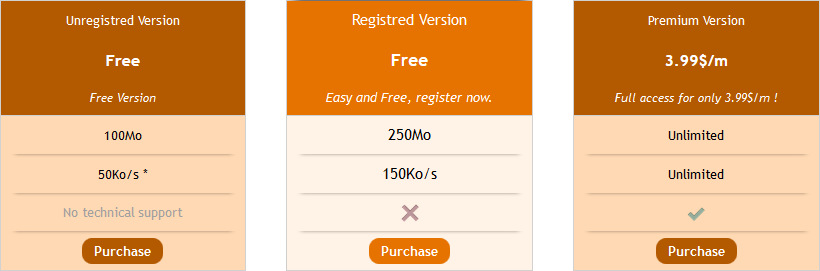 Unregistred Version
Free
Free Version
100Mo
50Ko/s *
No technical support
Purchase
Registred Version
Free
Easy and Free, register now.
250Mo
150Ko/s
Purchase
Premium Version
3.99$/m
Full access for only 3.99$/m !
Unlimited
Unlimited
Purchase